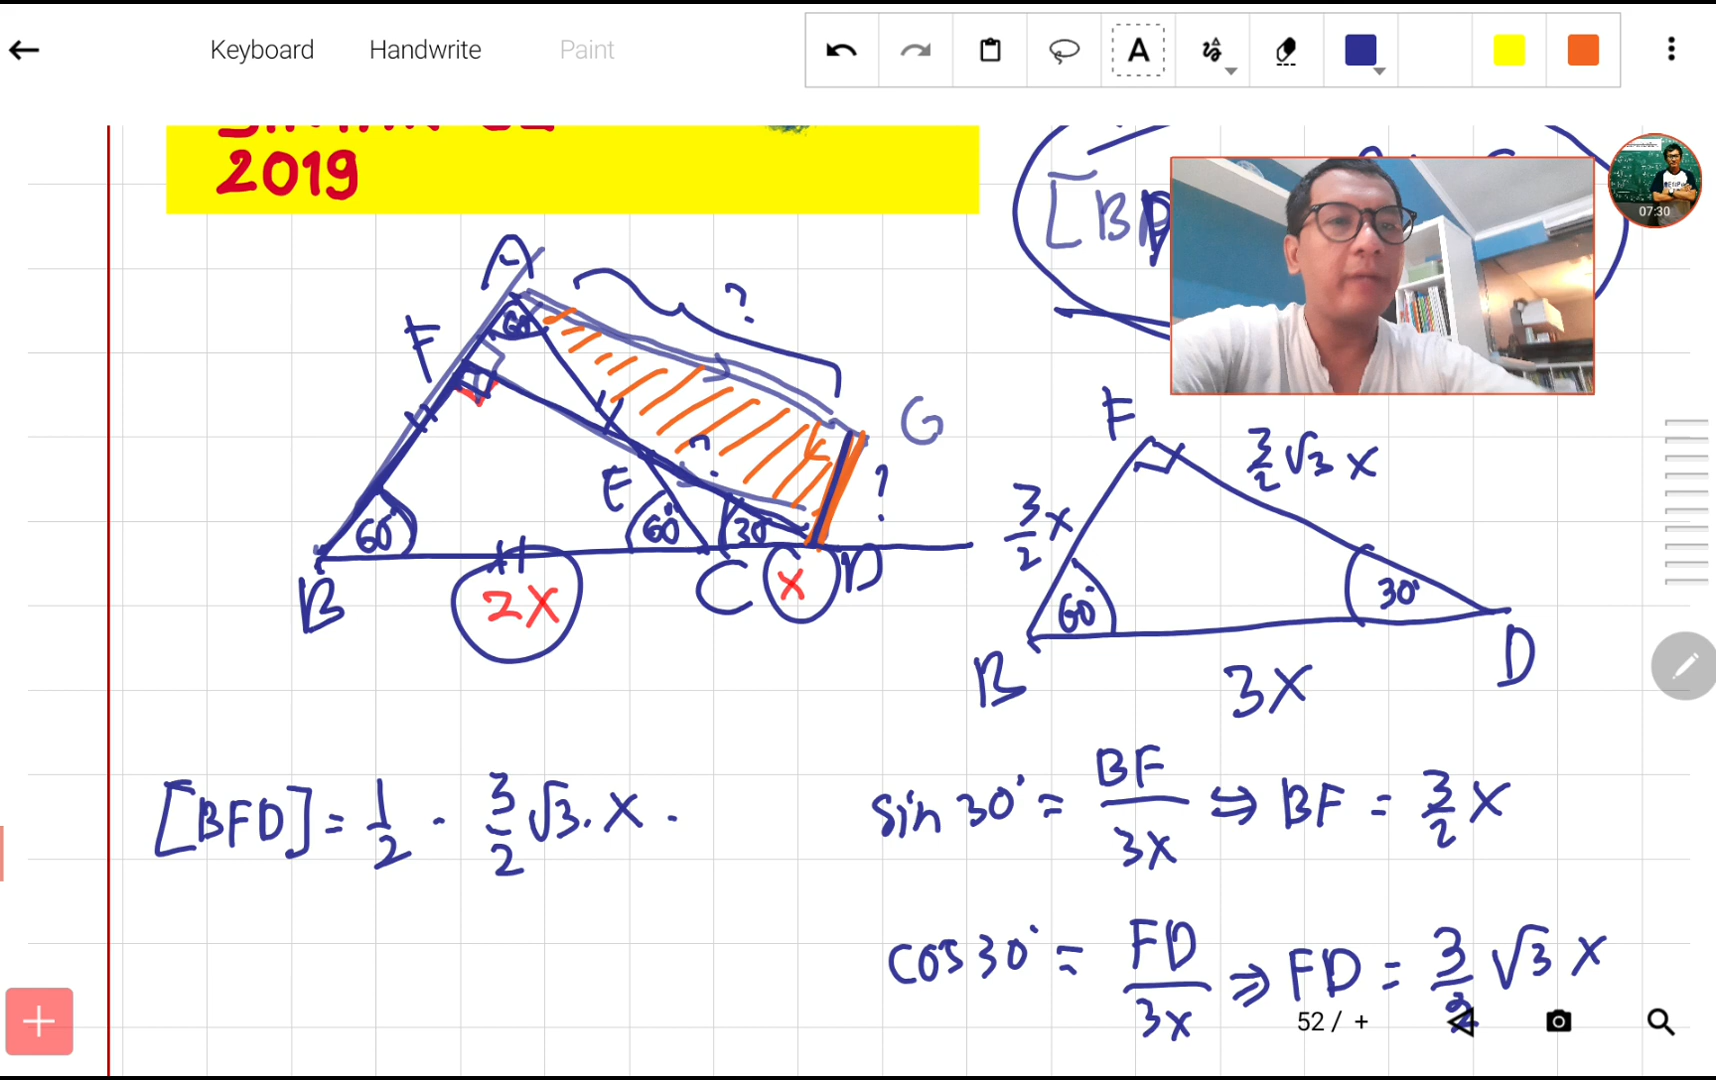 Keyboard Handwrite Paint
A
2019
07:30
[B
A
?
F
60°
G
E
?
?
60° 60° 30°
B C D
2X X
F
3/2 √3 X
3/2 X
60° 30°
B D
3X
[BFD] = 1/2 · 3/2 √3 · X ·
sin 30° = BF/3X ⇔ BF = 3/2 X
cos 30° = FD/3X ⇒ FD = 3/2 √3 X
52 / +